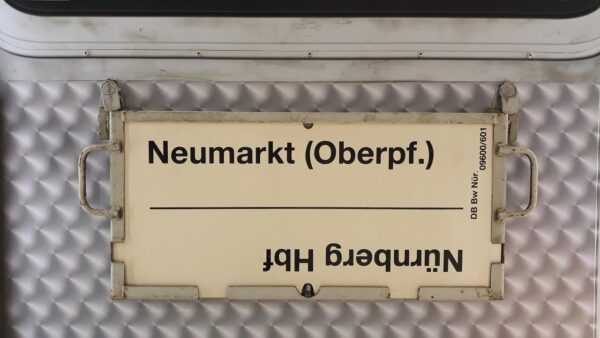 Neumarkt (Oberpf.)
DB Bw Nür.
09600/601
Nürnberg Hbf